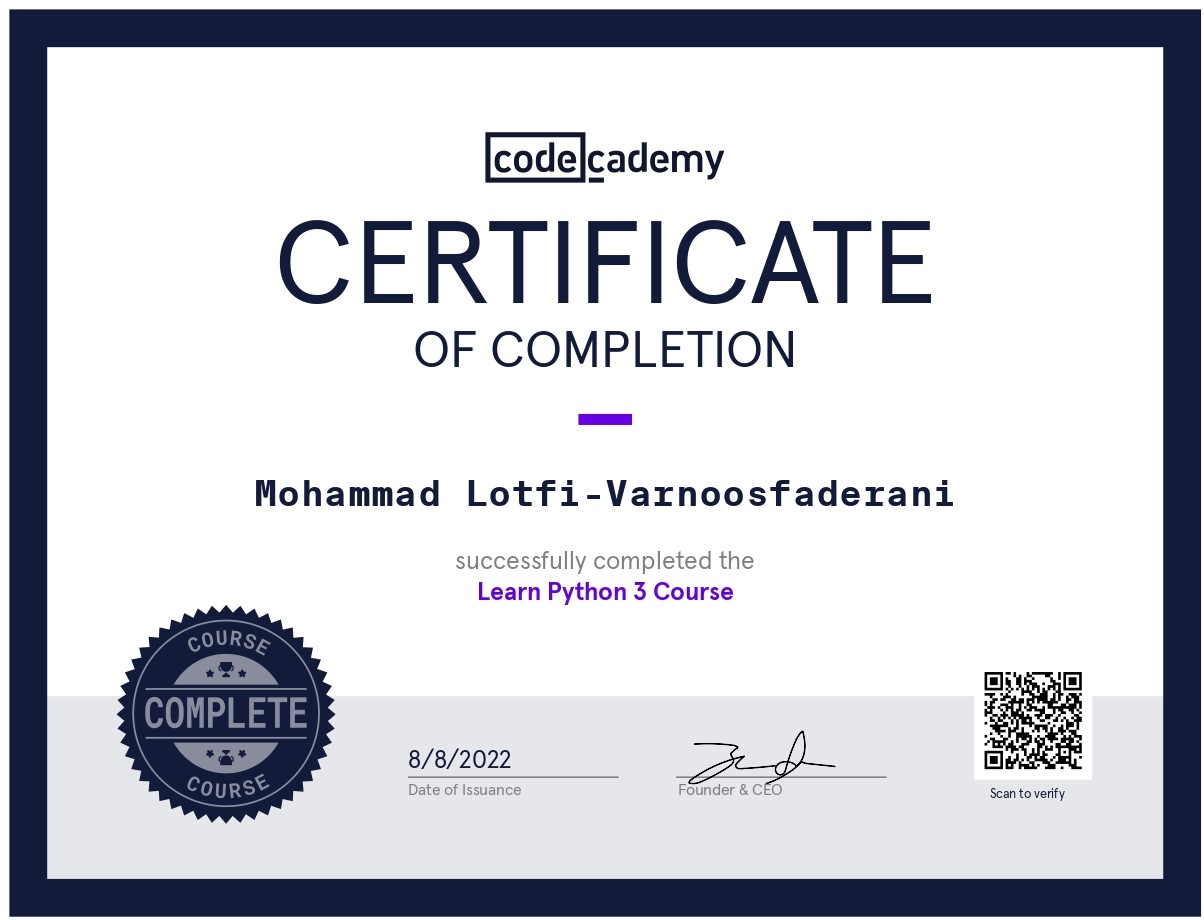 codecademy
CERTIFICATE
OF COMPLETION
Mohammad Lotfi-Varnoosfaderani
successfully completed the
Learn Python 3 Course
COURSE
COMPLETE
COURSE
8/8/2022
Date of Issuance
Founder & CEO
Scan to verify